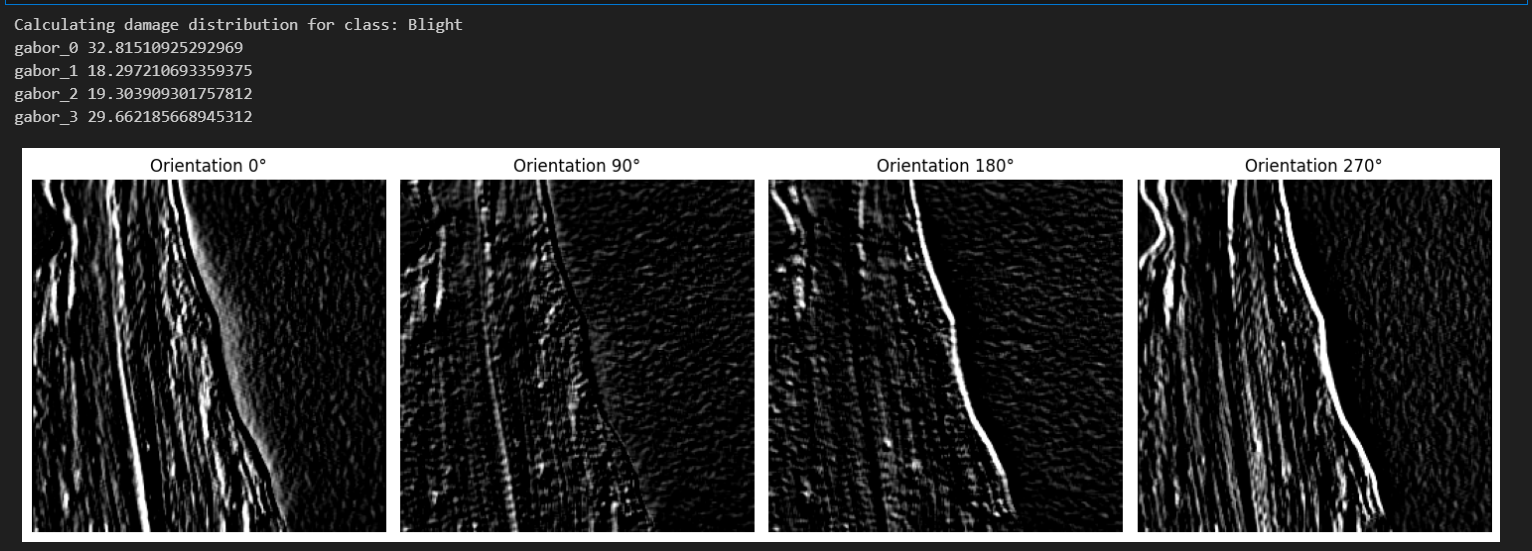 Calculating damage distribution for class: Blight
gabor_0 32.81510925292969
gabor_1 18.297210693359375
gabor_2 19.303909301757812
gabor_3 29.662185668945312
Orientation 0° Orientation 90° Orientation 180° Orientation 270°